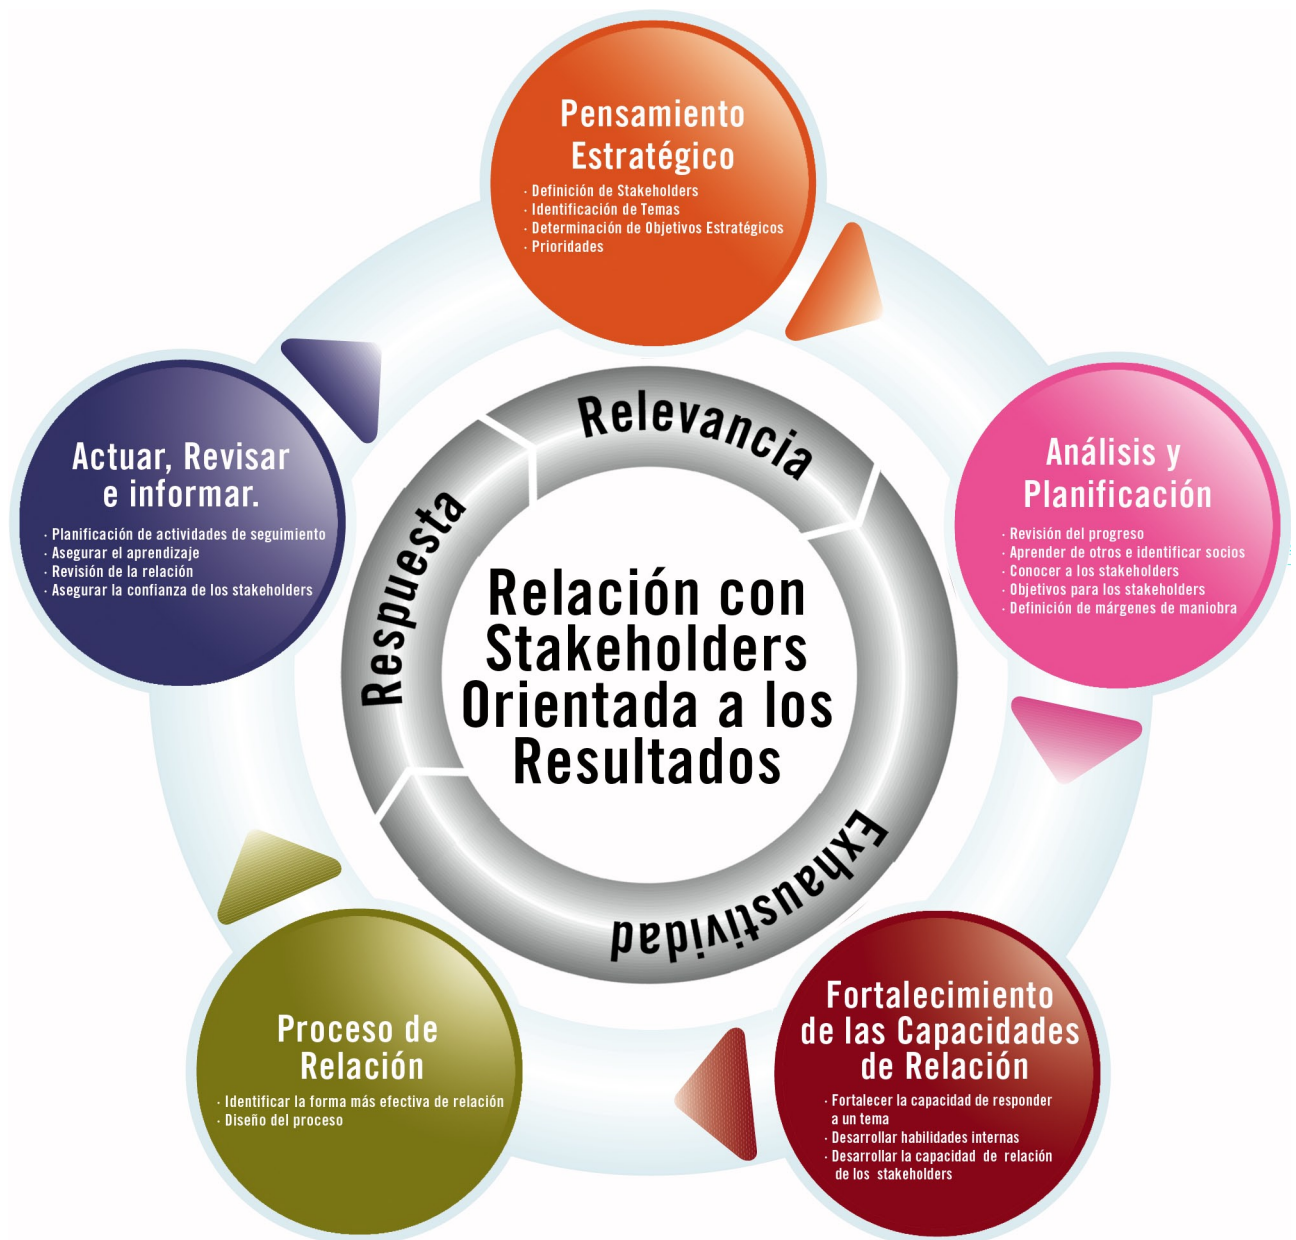 Pensamiento
Estratégico
· Definición de Stakeholders
· Identificación de Temas
· Determinación de Objetivos Estratégicos
· Prioridades
Análisis y
Planificación
· Revisión del progreso
· Aprender de otros e identificar socios
· Conocer a los stakeholders
· Objetivos para los stakeholders
· Definición de márgenes de maniobra
Fortalecimiento
de las Capacidades
de Relación
· Fortalecer la capacidad de responder
a un tema
· Desarrollar habilidades internas
· Desarrollar la capacidad de relación
de los stakeholders
Proceso de
Relación
· Identificar la forma más efectiva de relación
· Diseño del proceso
Actuar, Revisar
e informar.
· Planificación de actividades de seguimiento
· Asegurar el aprendizaje
· Revisión de la relación
· Asegurar la confianza de los stakeholders
Relevancia
Exhaustividad
Respuesta
Relación con
Stakeholders
Orientada a los
Resultados